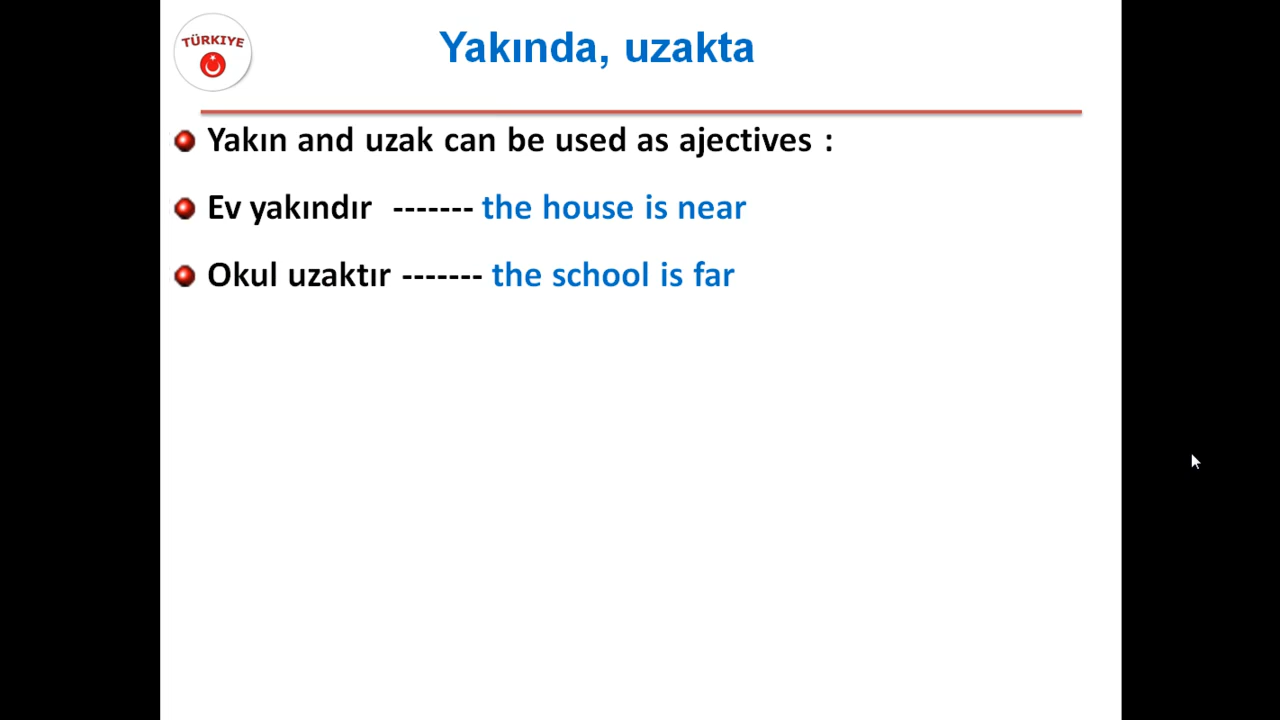 TÜRKIYE
Yakında, uzakta
Yakın and uzak can be used as ajectives :
Ev yakındır ------- the house is near
Okul uzaktır ------- the school is far